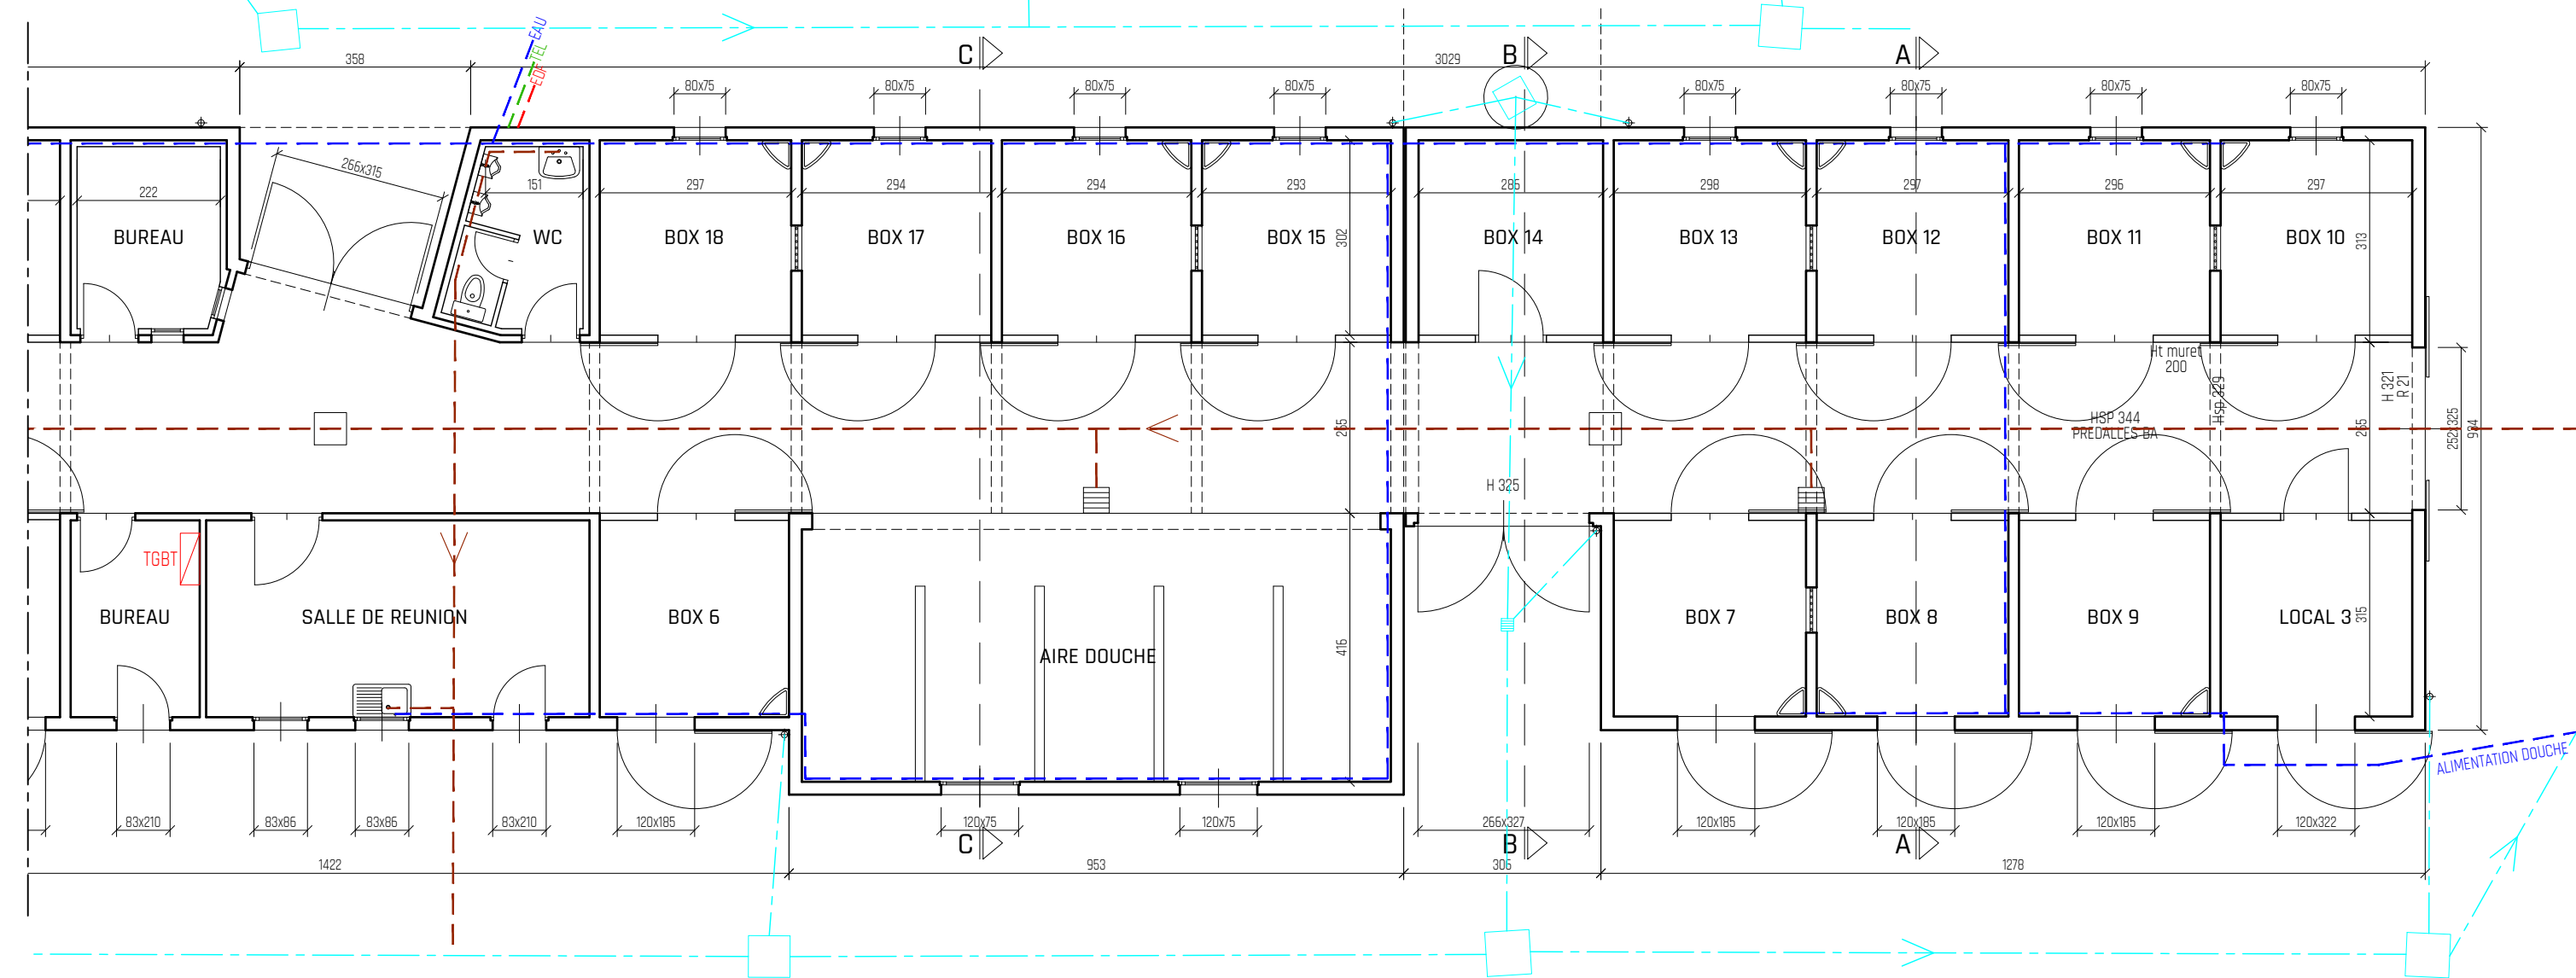 EAU
TEL
EDF
358
C
B
3029
A
80x75
80x75
80x75
80x75
80x75
80x75
80x75
80x75
266x315
222
151
297
294
294
293
285
298
297
296
297
BUREAU
WC
BOX 18
BOX 17
BOX 16
BOX 15
302
BOX 14
BOX 13
BOX 12
BOX 11
BOX 10
313
Ht muret
200
Hsp 329
H 321
R 21
HSP 344
PREDALLES BA
265
265
252x325
984
H 325
TGBT
BUREAU
SALLE DE REUNION
BOX 6
AIRE DOUCHE
416
BOX 7
BOX 8
BOX 9
LOCAL 3
315
ALIMENTATION DOUCHE
83x210
83x86
83x86
83x210
120x185
120x75
120x75
266x327
120x185
120x185
120x185
120x322
C
B
A
1422
953
306
1278